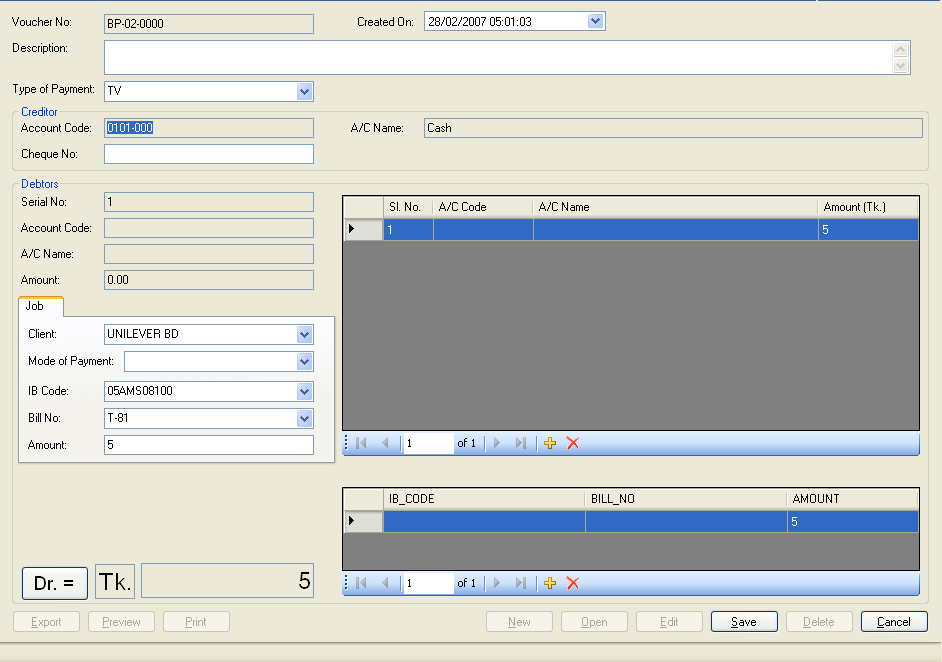 Voucher No: BP-02-0000 Created On: 28/02/2007 05:01:03
Description:
Type of Payment: TV
Creditor
Account Code: 0101-000 A/C Name: Cash
Cheque No:
Debtors
Serial No: 1
Account Code:
A/C Name:
Amount: 0.00
Job
Client: UNILEVER BD
Mode of Payment:
IB Code: 05AMS08100
Bill No: T-81
Amount: 5
Sl. No. A/C Code A/C Name Amount (Tk.)
1 5
1 of 1
IB_CODE BILL_NO AMOUNT
5
1 of 1
Dr. = Tk. 5
Export Preview Print New Open Edit Save Delete Cancel